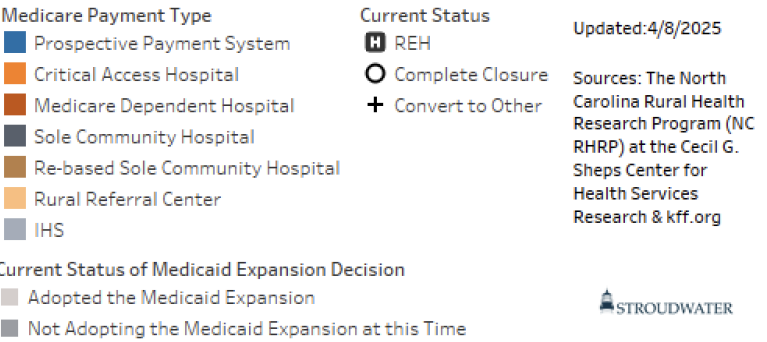 Medicare Payment Type
Prospective Payment System
Critical Access Hospital
Medicare Dependent Hospital
Sole Community Hospital
Re-based Sole Community Hospital
Rural Referral Center
IHS
Current Status
H REH
Complete Closure
Convert to Other
Updated:4/8/2025
Sources: The North
Carolina Rural Health
Research Program (NC
RHRP) at the Cecil G.
Sheps Center for
Health Services
Research & kff.org
Current Status of Medicaid Expansion Decision
Adopted the Medicaid Expansion
Not Adopting the Medicaid Expansion at this Time
STROUDWATER